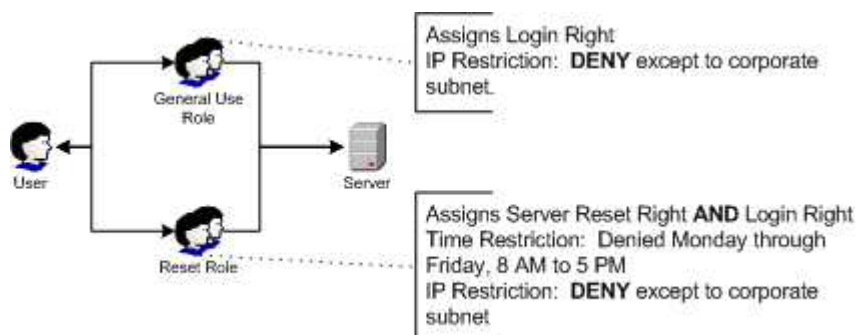 Assigns Login Right
IP Restriction: DENY except to corporate
subnet.
General Use
Role
User
Server
Assigns Server Reset Right AND Login Right
Time Restriction: Denied Monday through
Friday, 8 AM to 5 PM
IP Restriction: DENY except to corporate
subnet
Reset Role